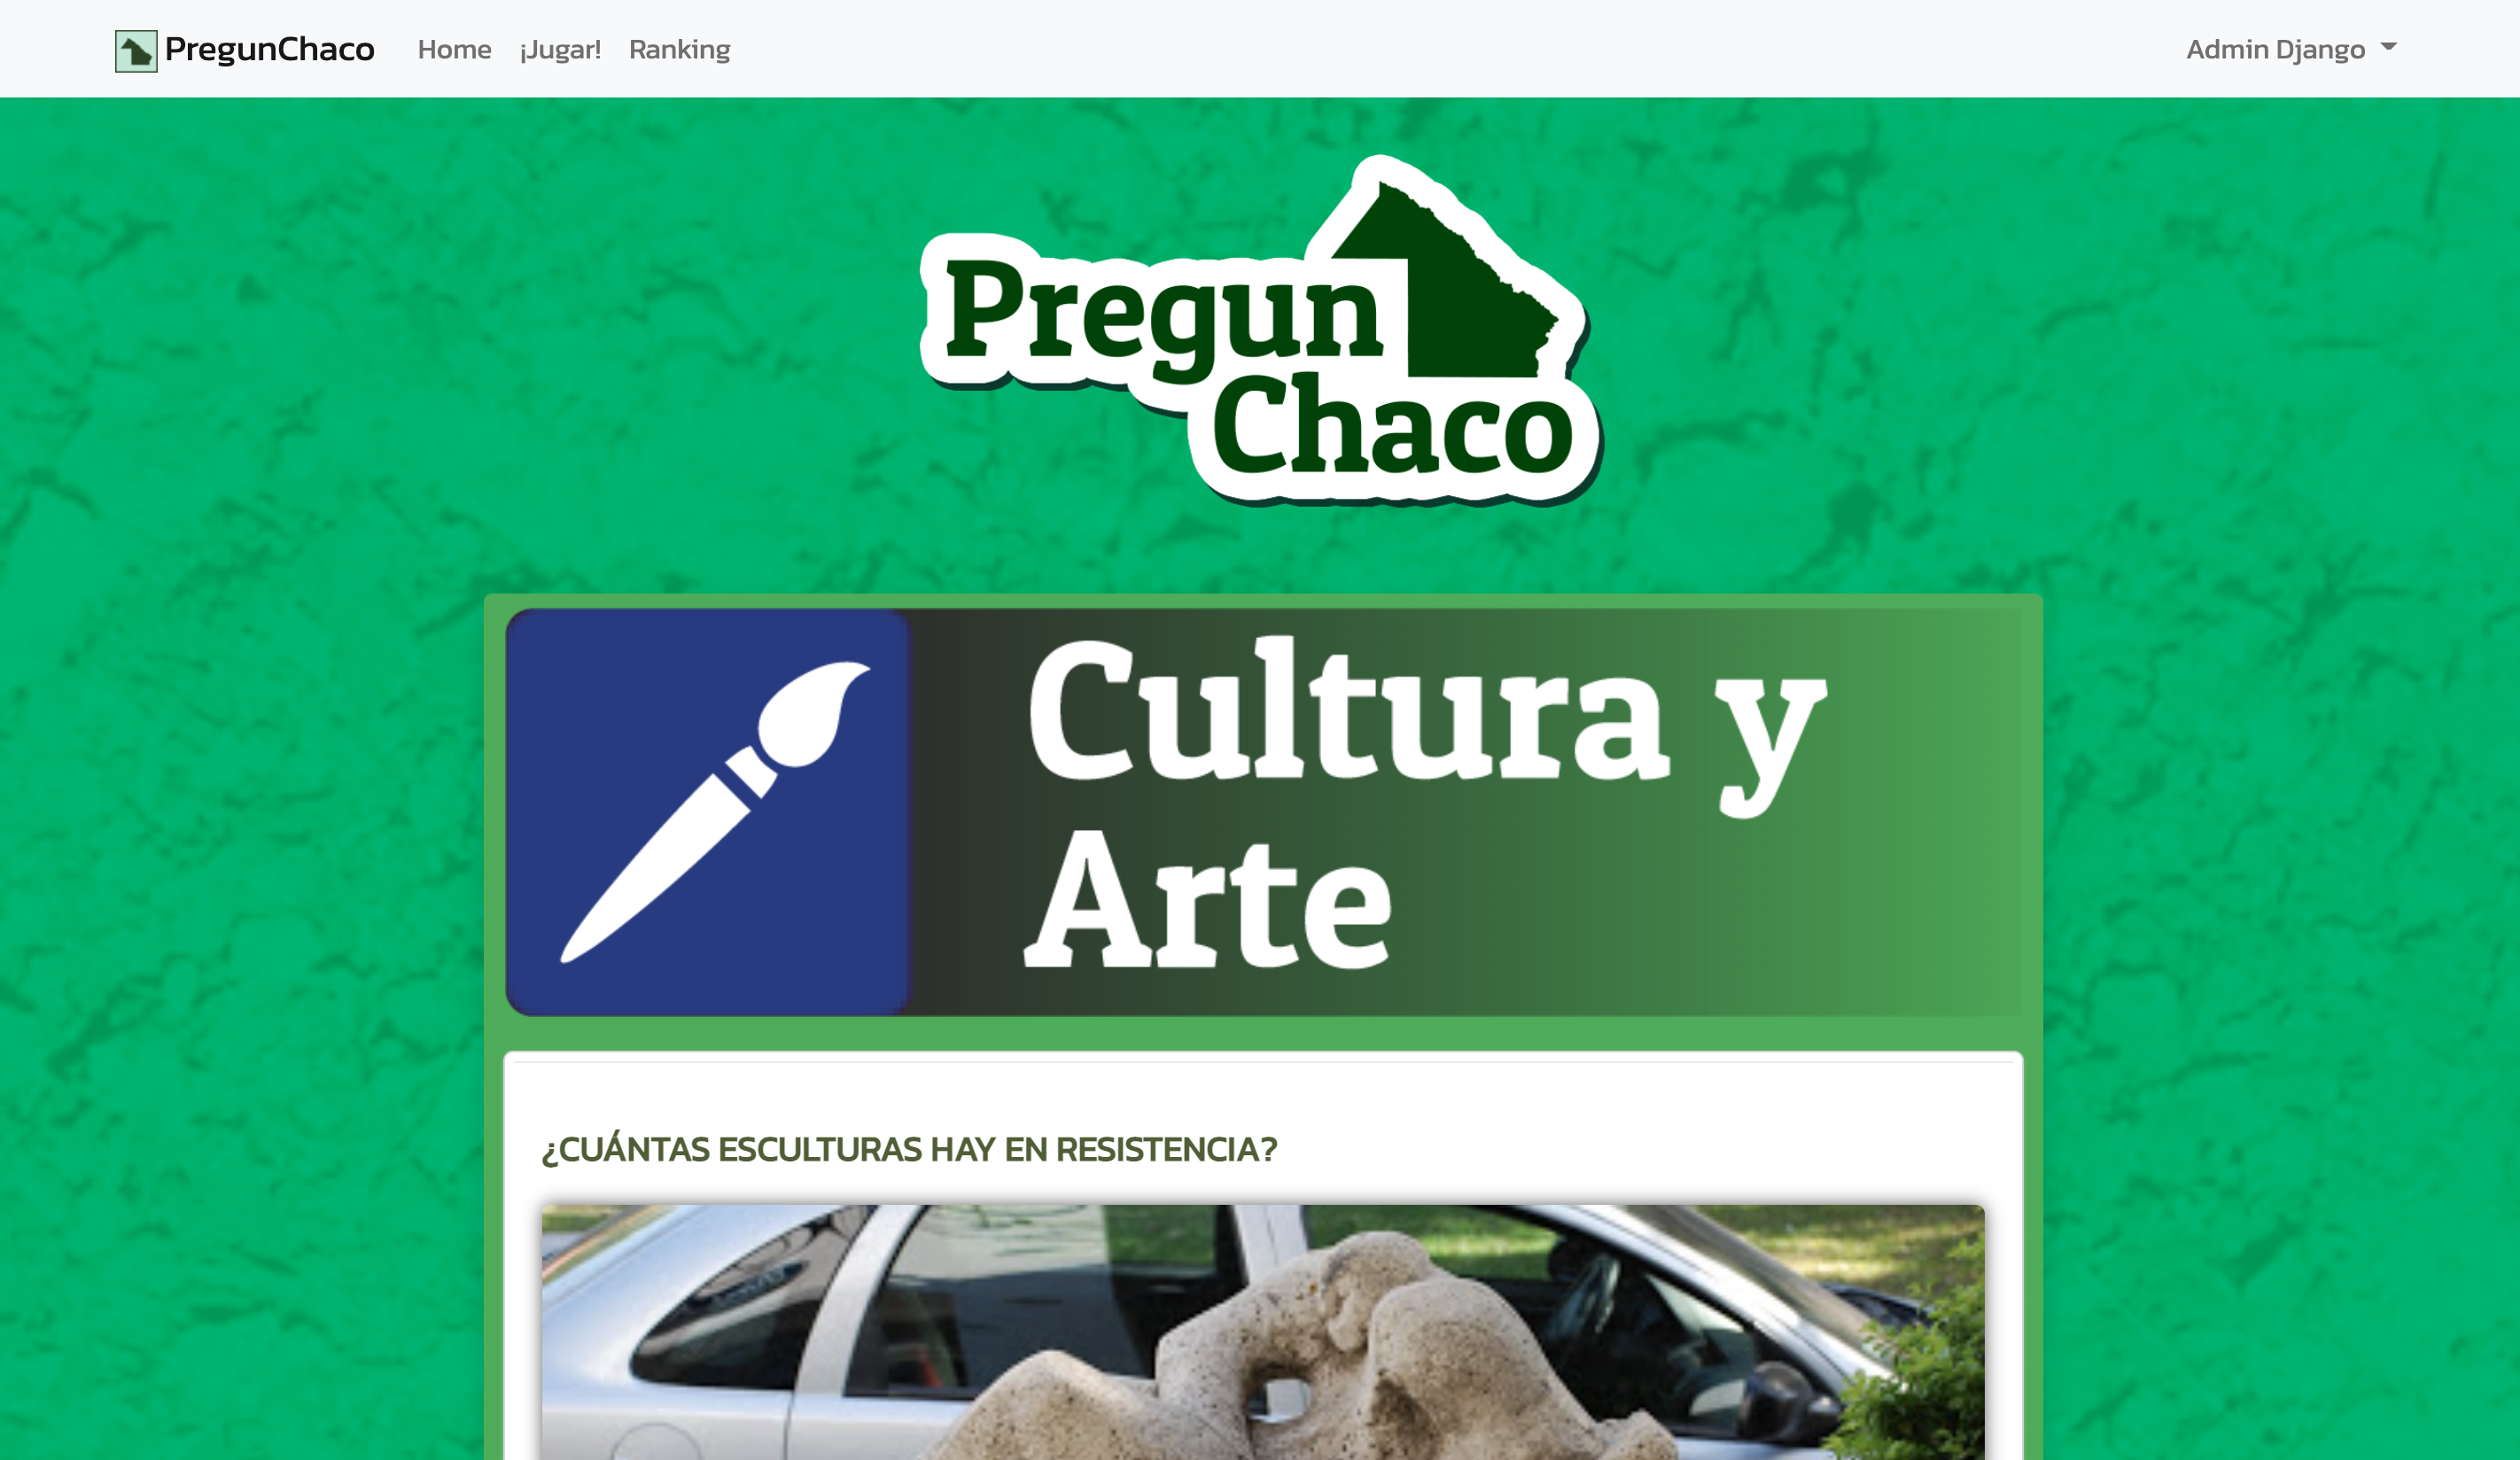 PregunChaco Home ¡Jugar! Ranking Admin Django
Pregun
Chaco
Cultura y
Arte
¿CUÁNTAS ESCULTURAS HAY EN RESISTENCIA?